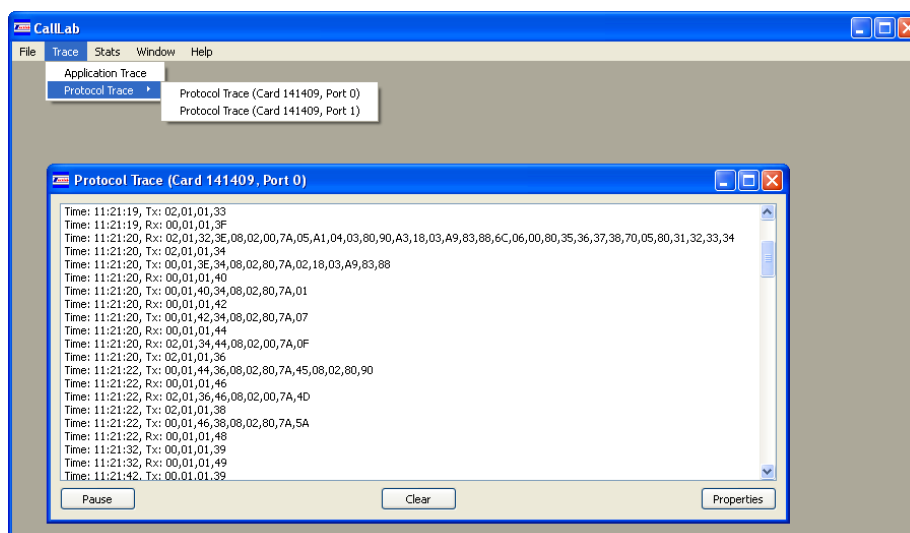 CallLab
File Trace Stats Window Help
Application Trace
Protocol Trace
Protocol Trace (Card 141409, Port 0)
Protocol Trace (Card 141409, Port 1)
Protocol Trace (Card 141409, Port 0)
Time: 11:21:19, Tx: 02,01,01,33
Time: 11:21:19, Rx: 00,01,01,3F
Time: 11:21:20, Rx: 02,01,32,3E,08,02,00,7A,05,A1,04,03,80,90,A3,18,03,A9,83,88,6C,06,00,80,35,36,37,38,70,05,80,31,32,33,34
Time: 11:21:20, Tx: 02,01,01,34
Time: 11:21:20, Tx: 00,01,3E,34,08,02,80,7A,02,18,03,A9,83,88
Time: 11:21:20, Rx: 00,01,01,40
Time: 11:21:20, Tx: 00,01,40,34,08,02,80,7A,01
Time: 11:21:20, Rx: 00,01,01,42
Time: 11:21:20, Tx: 00,01,42,34,08,02,80,7A,07
Time: 11:21:20, Rx: 00,01,01,44
Time: 11:21:20, Rx: 02,01,34,44,08,02,00,7A,0F
Time: 11:21:20, Tx: 02,01,01,36
Time: 11:21:22, Tx: 00,01,44,36,08,02,80,7A,45,08,02,80,90
Time: 11:21:22, Rx: 00,01,01,46
Time: 11:21:22, Rx: 02,01,36,46,08,02,00,7A,4D
Time: 11:21:22, Tx: 02,01,01,38
Time: 11:21:22, Tx: 00,01,46,38,08,02,80,7A,5A
Time: 11:21:22, Rx: 00,01,01,48
Time: 11:21:32, Tx: 00,01,01,39
Time: 11:21:32, Rx: 00,01,01,49
Time: 11:21:42, Tx: 00,01,01,39
Pause Clear Properties